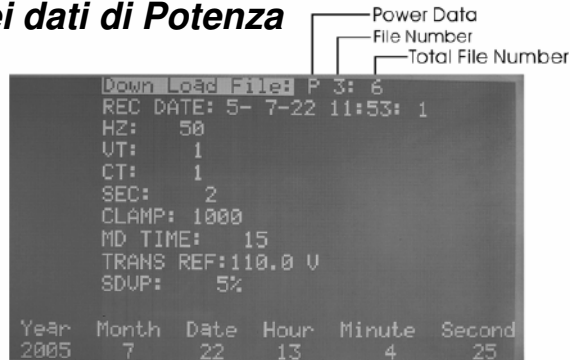 ei dati di Potenza
Power Data
File Number
Total File Number
Down Load File: P 3: 6
REC DATE: 5- 7-22 11:53: 1
HZ: 50
VT: 1
CT: 1
SEC: 2
CLAMP: 1000
MD TIME: 15
TRANS REF:110.0 V
SDVP: 5%
Year Month Date Hour Minute Second
2005 7 22 13 4 25